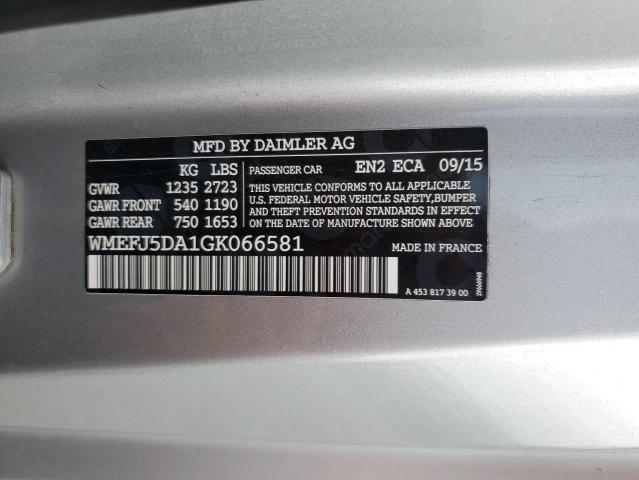 MFD BY DAIMLER AG
KG LBS
GVWR 1235 2723
GAWR FRONT 540 1190
GAWR REAR 750 1653
PASSENGER CAR EN2 ECA 09/15
THIS VEHICLE CONFORMS TO ALL APPLICABLE
U.S. FEDERAL MOTOR VEHICLE SAFETY,BUMPER
AND THEFT PREVENTION STANDARDS IN EFFECT
ON THE DATE OF MANUFACTURE SHOWN ABOVE
WMEFJ5DA1GK066581
MADE IN FRANCE
A 453 817 39 00